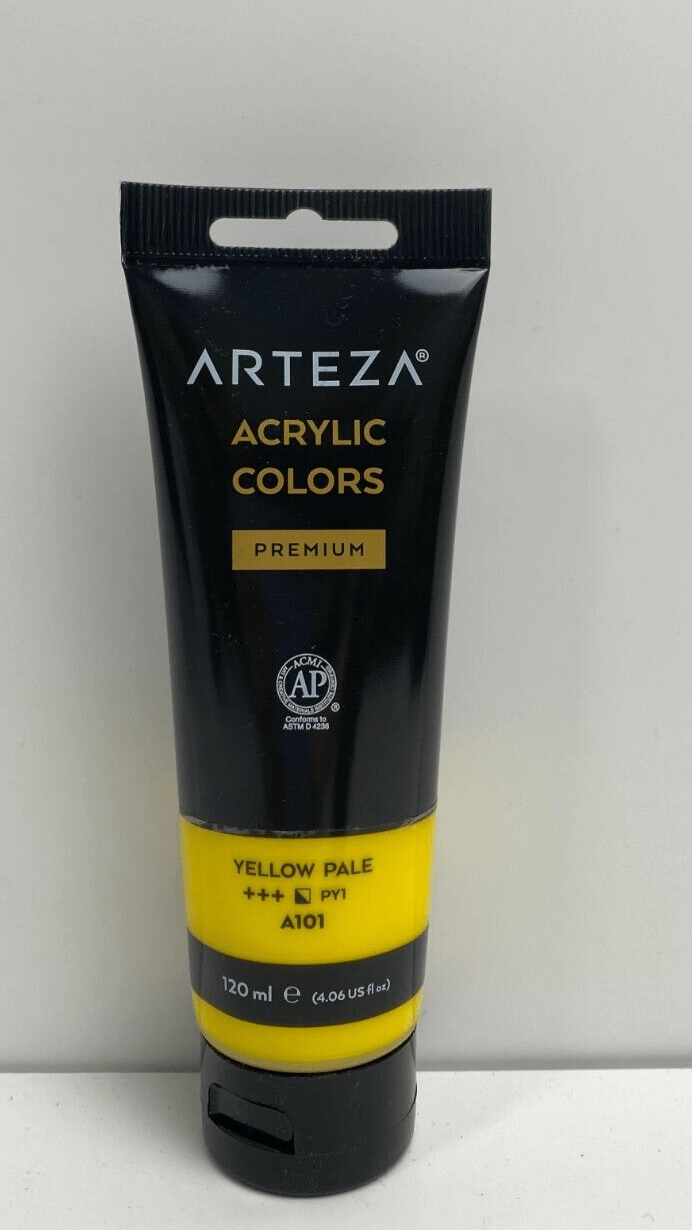 ARTEZA®
ACRYLIC
COLORS
PREMIUM
ACMI
AP
®
Conforms to
ASTM D 4236
YELLOW PALE
+++ PY1
A101
120 ml ℮ (4.06 US fl oz)